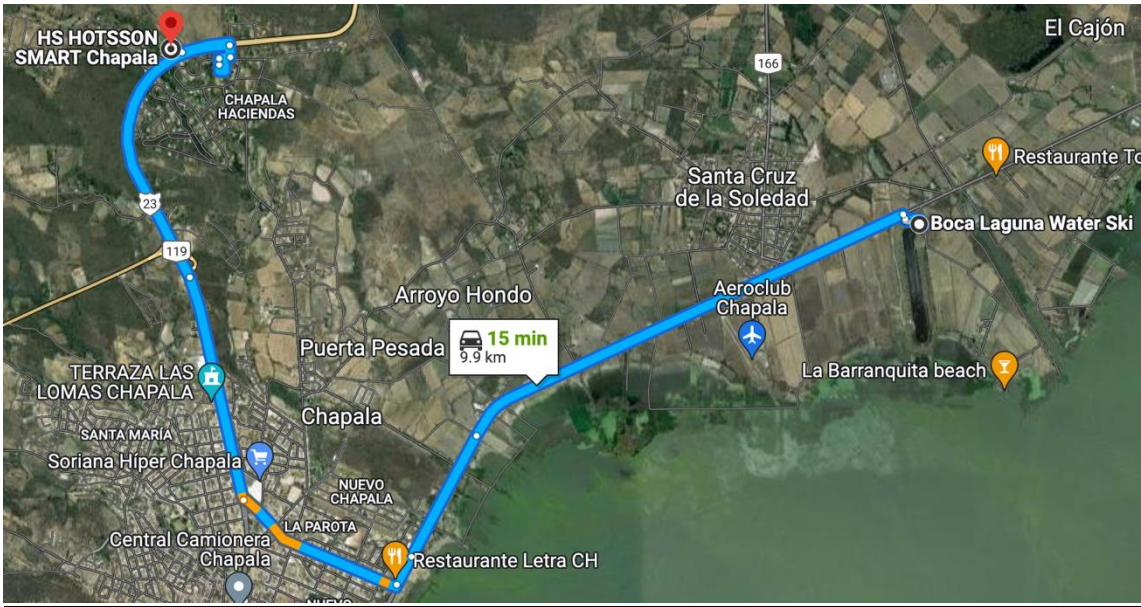 HS HOTSSON
SMART Chapala
El Cajón
166
CHAPALA
HACIENDAS
Restaurante To
Santa Cruz
de la Soledad
23
Boca Laguna Water Ski
119
Arroyo Hondo
Aeroclub
Chapala
15 min
9.9 km
Puerta Pesada
TERRAZA LAS
LOMAS CHAPALA
La Barranquita beach
Chapala
SANTA MARÍA
Soriana Híper Chapala
NUEVO
CHAPALA
LA PAROTA
Central Camionera
Chapala
Restaurante Letra CH
NUEVO